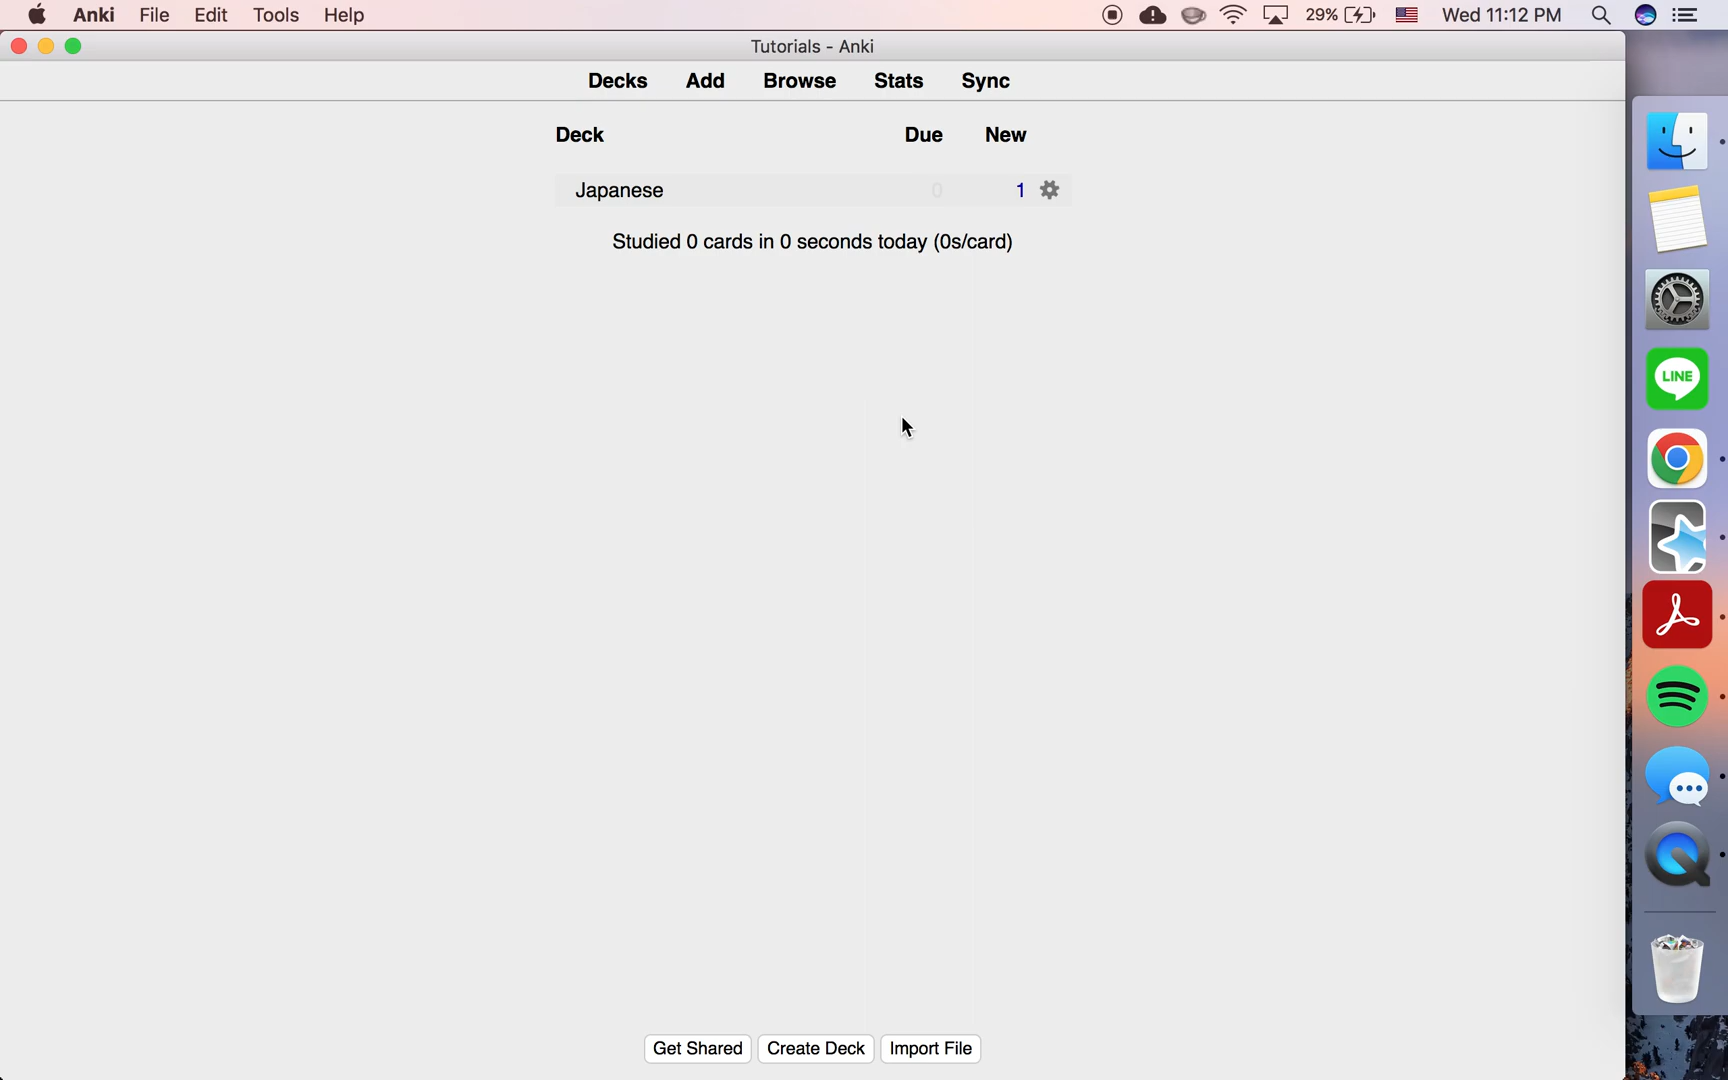 Anki File Edit Tools Help 29% Wed 11:12 PM
Tutorials - Anki
Decks Add Browse Stats Sync
Deck Due New
Japanese 0 1
Studied 0 cards in 0 seconds today (0s/card)
LINE
Get Shared Create Deck Import File